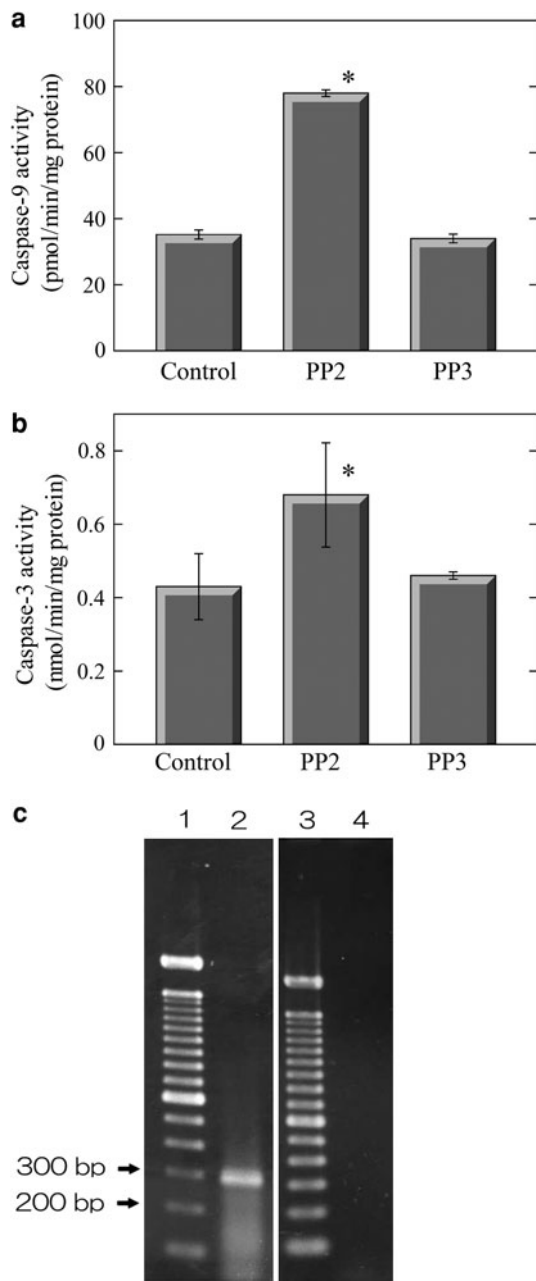 a
Caspase-9 activity
(pmol/min/mg protein)
100
80
60
40
20
0
*
Control PP2 PP3
b
Caspase-3 activity
(nmol/min/mg protein)
0.8
0.6
0.4
0.2
0
*
Control PP2 PP3
c
1 2 3 4
300 bp
200 bp